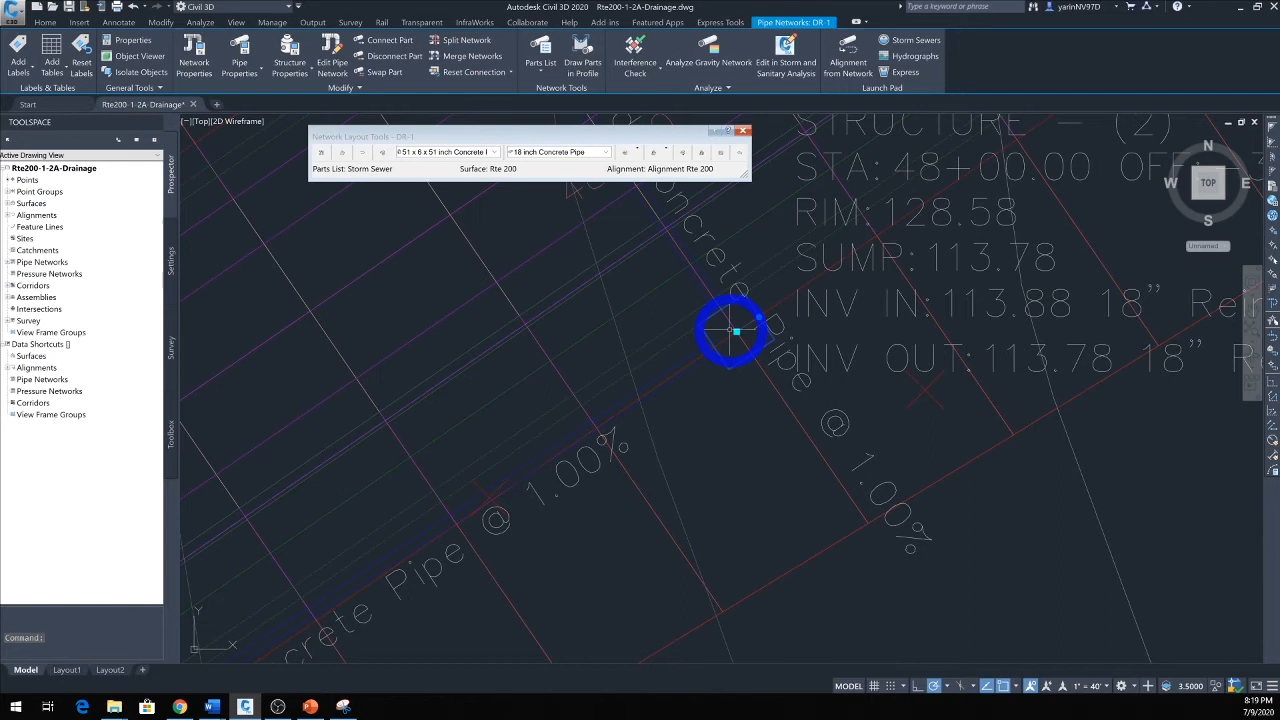 Autodesk Civil 3D 2020 Rte200-1-2A-Drainage.dwg
Civil 3D
Type a keyword or phrase
yarinNV97D
C3D
Home Insert Annotate Modify Analyze View Manage Output Survey Rail Transparent InfraWorks Collaborate Help Add-ins Featured Apps Express Tools Pipe Networks: DR-1
Add Labels
Add Tables
Reset Labels
Labels & Tables
Properties
Object Viewer
Isolate Objects
General Tools
Network Properties
Pipe Properties
Structure Properties
Edit Pipe Network
Connect Part
Disconnect Part
Swap Part
Split Network
Merge Networks
Reset Connection
Modify
Parts List
Draw Parts in Profile
Network Tools
Interference Check
Analyze Gravity Network
Edit in Storm and Sanitary Analysis
Analyze
Alignment from Network
Storm Sewers
Hydrographs
Express
Launch Pad
Start Rte200-1-2A-Drainage*
TOOLSPACE
[−][Top][2D Wireframe]
Active Drawing View
Rte200-1-2A-Drainage
Points
Point Groups
Surfaces
Alignments
Feature Lines
Sites
Catchments
Pipe Networks
Pressure Networks
Corridors
Assemblies
Intersections
Survey
View Frame Groups
Data Shortcuts []
Surfaces
Alignments
Pipe Networks
Pressure Networks
Corridors
View Frame Groups
Prospector
Settings
Survey
Toolbox
Network Layout Tools - DR-1
51 x 6 x 51 inch Concrete 18 inch Concrete Pipe
Parts List: Storm Sewer Surface: Rte 200 Alignment: Alignment Rte 200
STRUCTURE – (2)
STA: 48+00.00
RIM: 128.58
SUMP: 113.78
INV IN: 113.88 18"
INV OUT: 113.78 18"
Pipe @ 1.00%
crete Pipe @ 1.00%
N
W TOP E
S
Unnamed
Y
X
Command:
Model Layout1 Layout2
MODEL 1" = 40' 3.5000
8:19 PM
7/9/2020